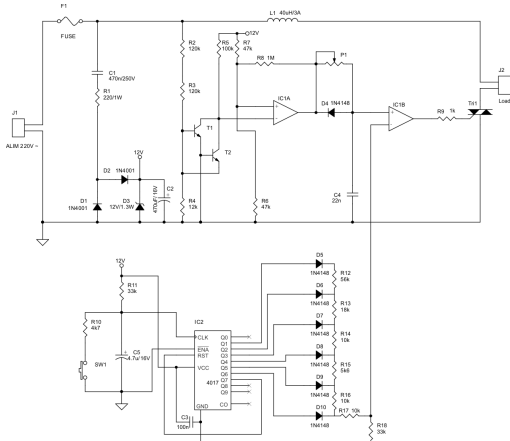 F1
FUSE
L1 40uH/3A
12V
R2
120k
R5
100k
R7
47k
R8 1M
P1
J2
Load
C1
470n/250V
R1
220/1W
R3
120k
IC1A
D4 1N4148
IC1B
R9 1k
Tri1
J1
ALIM 220V ~
T1
T2
D2 1N4001
12V
D1
1N4001
D3
12V/1.3W
C2
470uF/16V
R4
12k
R6
47k
C4
22n
12V
R11
33k
R10
4k7
C5
4.7u/16V
SW1
IC2
CLK
ENA
RST
VCC
4017
GND
Q0
Q1
Q2
Q3
Q4
Q5
Q6
Q7
Q8
Q9
CO
C3
100n
D5
1N4148
R12
56k
D6
1N4148
R13
18k
D7
1N4148
R14
10k
D8
1N4148
R15
5k6
D9
1N4148
R16
10k
D10
1N4148
R17 10k
R18
33k